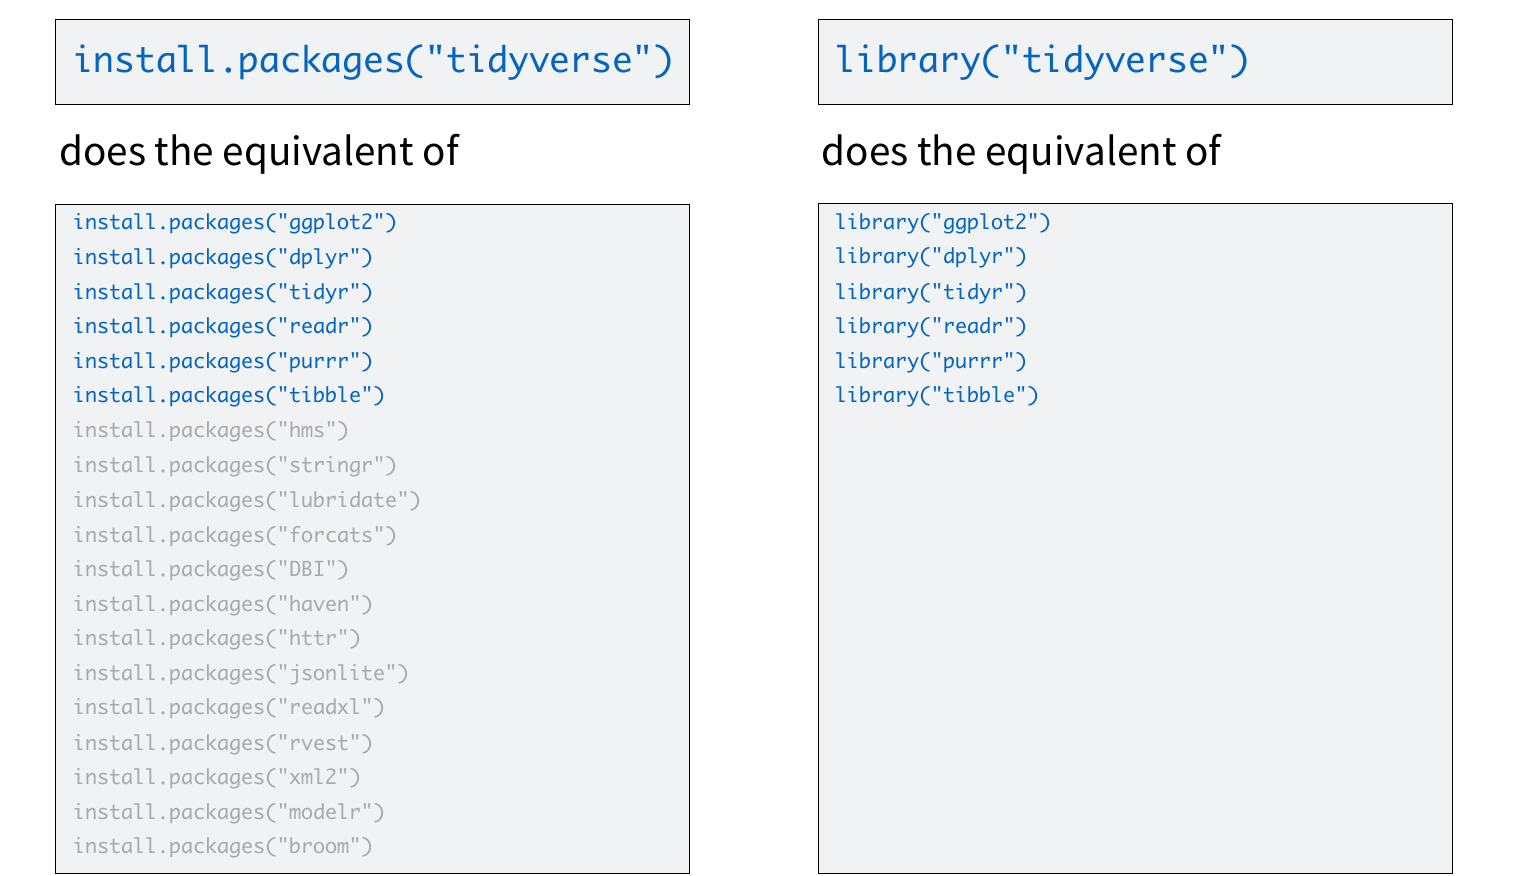 install.packages("tidyverse")
does the equivalent of
install.packages("ggplot2")
install.packages("dplyr")
install.packages("tidyr")
install.packages("readr")
install.packages("purrr")
install.packages("tibble")
install.packages("hms")
install.packages("stringr")
install.packages("lubridate")
install.packages("forcats")
install.packages("DBI")
install.packages("haven")
install.packages("httr")
install.packages("jsonlite")
install.packages("readxl")
install.packages("rvest")
install.packages("xml2")
install.packages("modelr")
install.packages("broom")
library("tidyverse")
does the equivalent of
library("ggplot2")
library("dplyr")
library("tidyr")
library("readr")
library("purrr")
library("tibble")